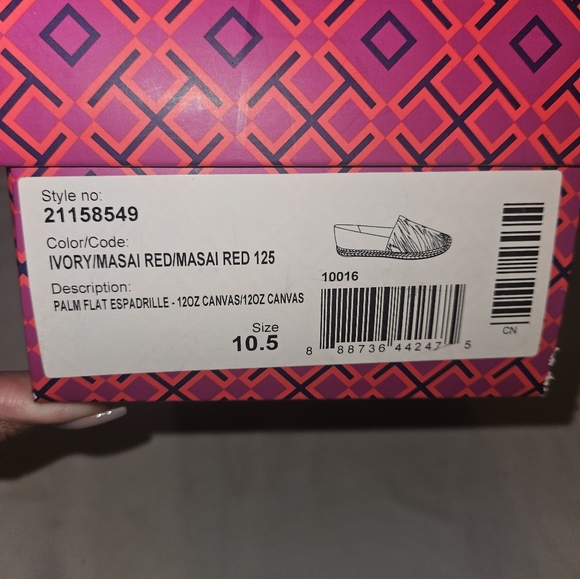 Style no:
21158549
Color/Code:
IVORY/MASAI RED/MASAI RED 125
Description:
PALM FLAT ESPADRILLE - 12OZ CANVAS/12OZ CANVAS
Size
10.5
10016
8 88736 44247 5
CN